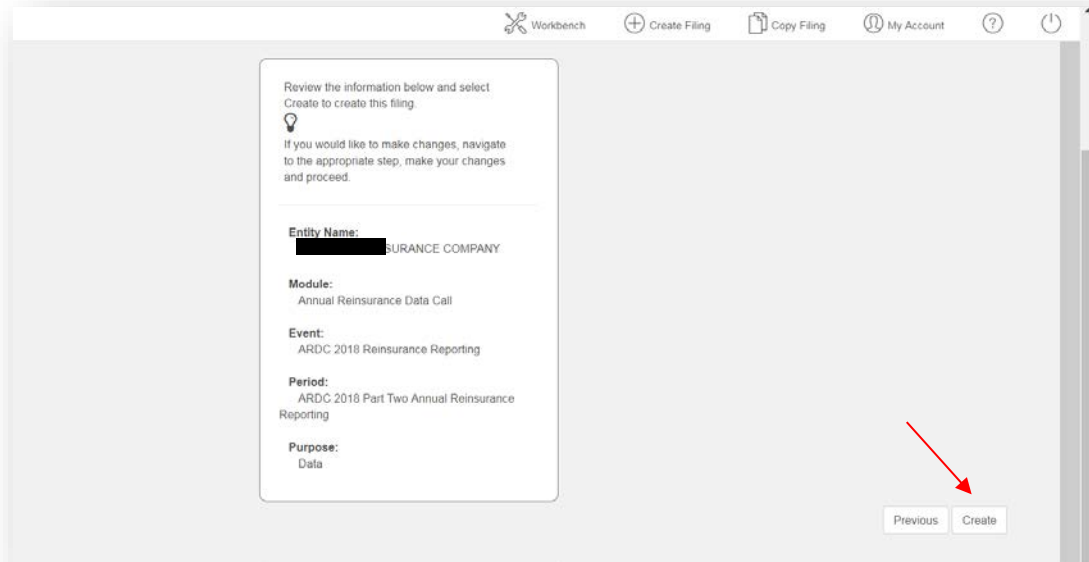 Workbench Create Filing Copy Filing My Account ?
Review the information below and select
Create to create this filing.
If you would like to make changes, navigate
to the appropriate step, make your changes
and proceed.
Entity Name:
SURANCE COMPANY
Module:
Annual Reinsurance Data Call
Event:
ARDC 2018 Reinsurance Reporting
Period:
ARDC 2018 Part Two Annual Reinsurance
Reporting
Purpose:
Data
Previous Create